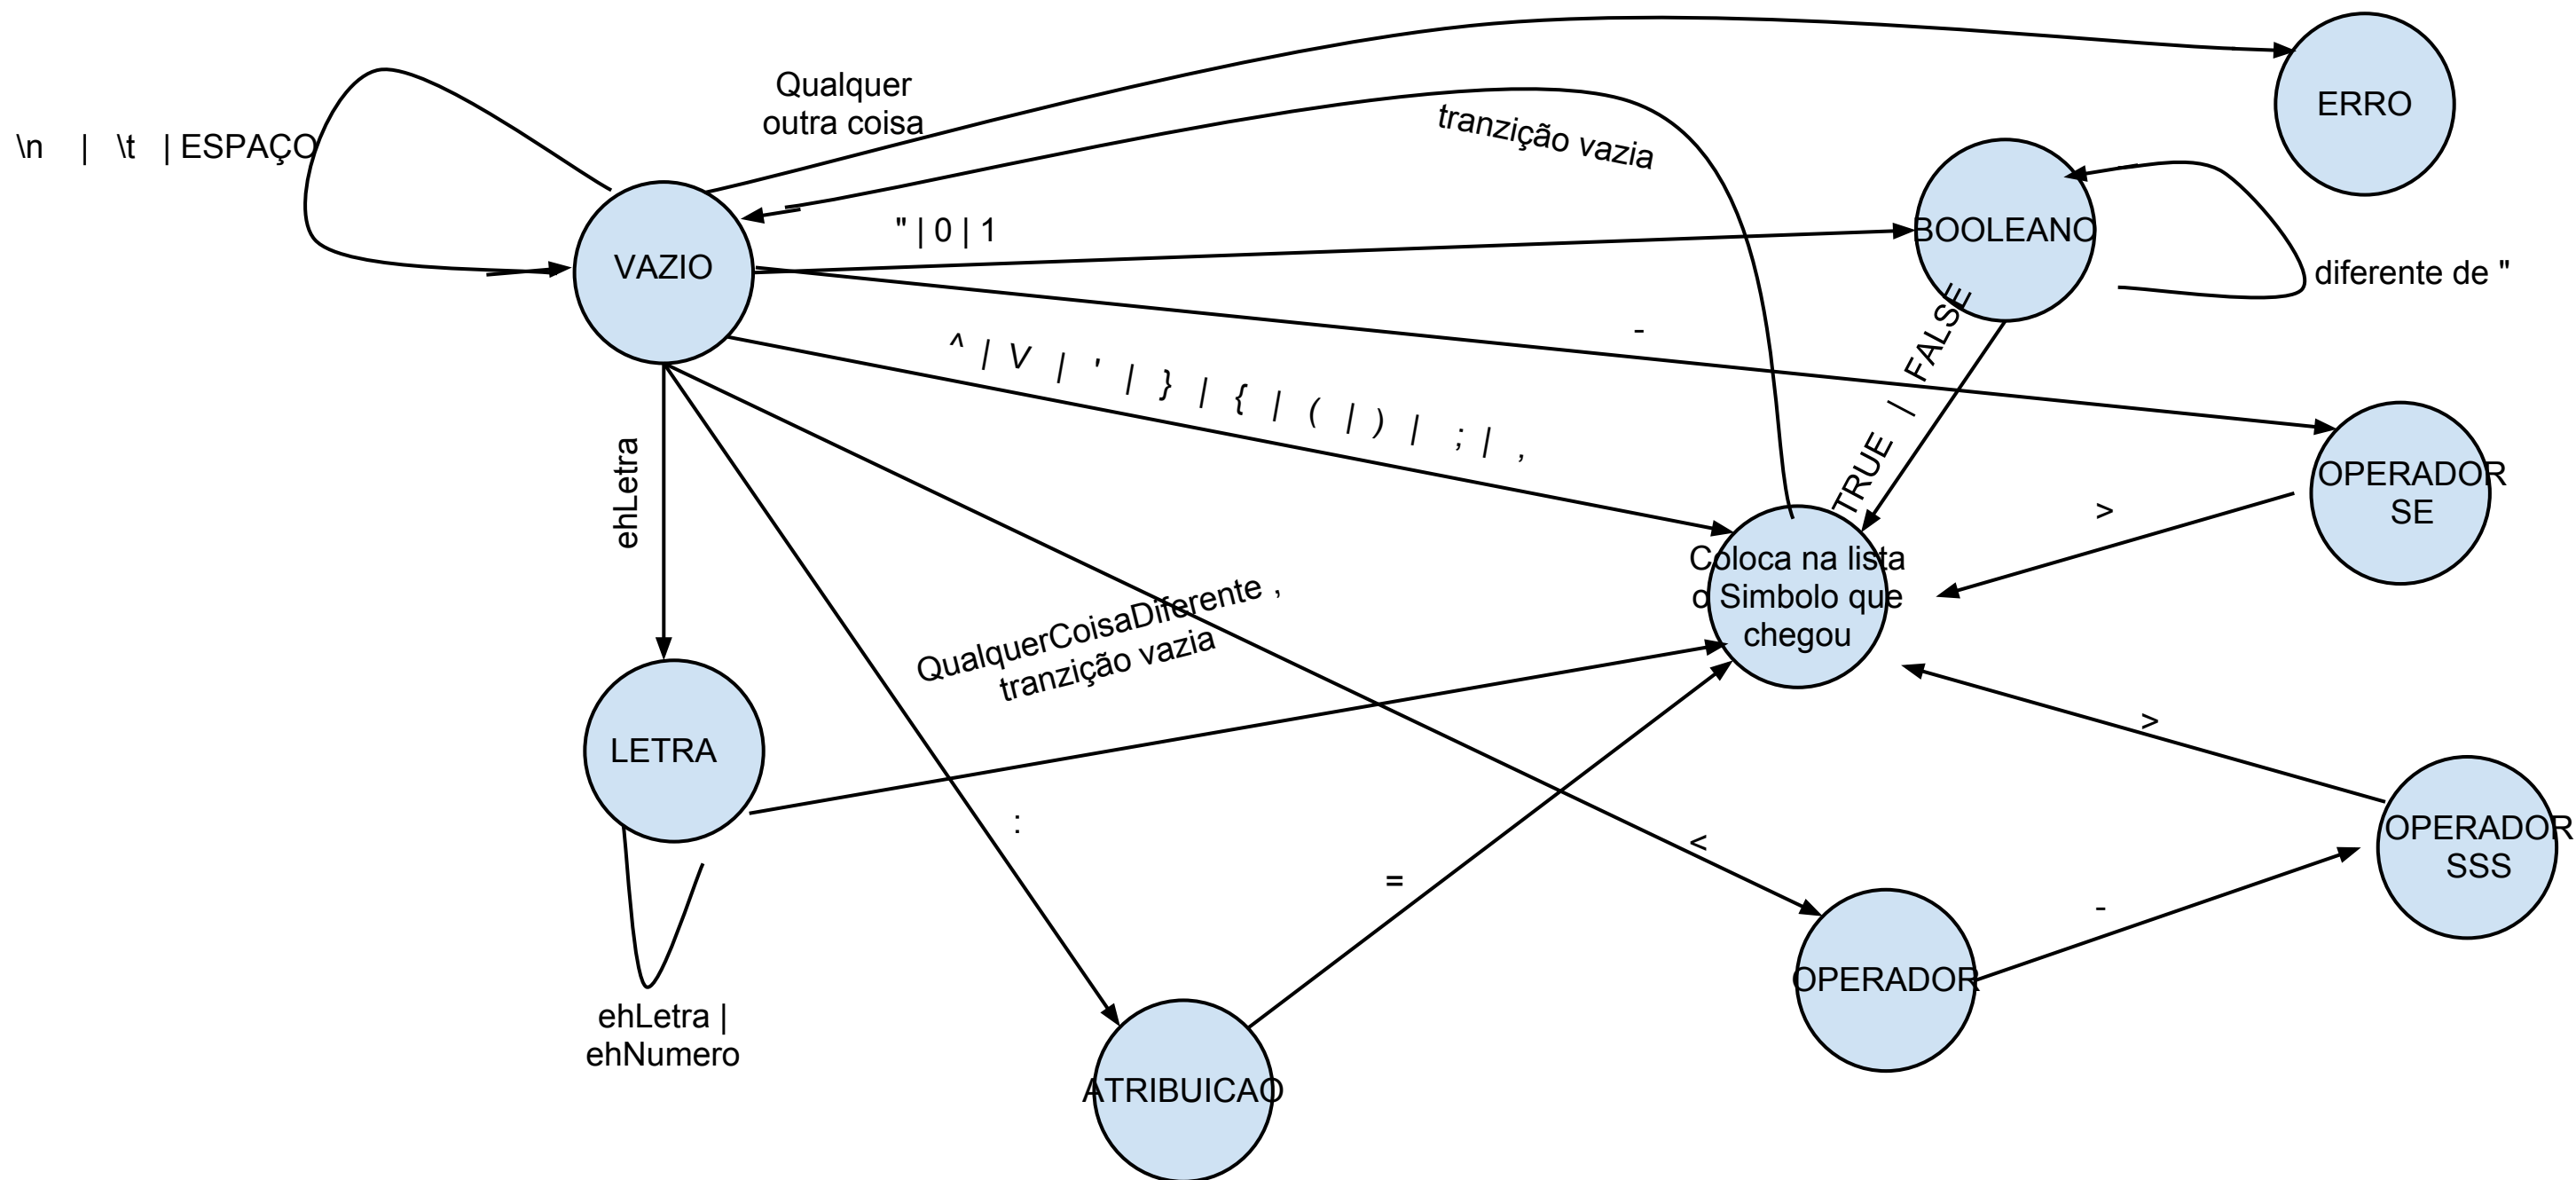 Qualquer
outra coisa
ERRO
tranzição vazia
\n | \t | ESPAÇO
" | 0 | 1
BOOLEANO
VAZIO
diferente de "
-
^ | V | ' | } | { | ( | ) | ; | ,
TRUE | FALSE
ehLetra
OPERADOR
SE
>
Coloca na lista
o Simbolo que
chegou
QualquerCoisaDiferente ,
tranzição vazia
>
LETRA
:
<
OPERADOR
SSS
=
-
OPERADOR
ehLetra |
ehNumero
ATRIBUICAO